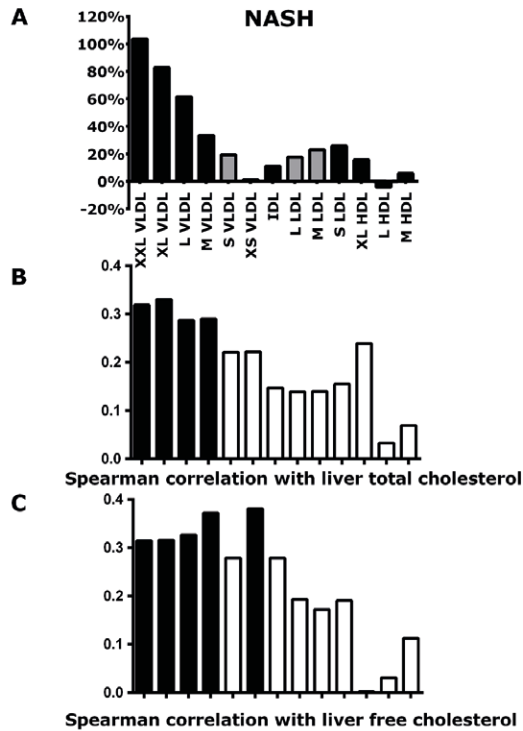 A
NASH
120%
100%
80%
60%
40%
20%
0%
-20%
XXL VLDL
XL VLDL
L VLDL
M VLDL
S VLDL
XS VLDL
IDL
L LDL
M LDL
S LDL
XL HDL
L HDL
M HDL
B
0.4
0.3
0.2
0.1
0.0
Spearman correlation with liver total cholesterol
C
0.4
0.3
0.2
0.1
0.0
Spearman correlation with liver free cholesterol